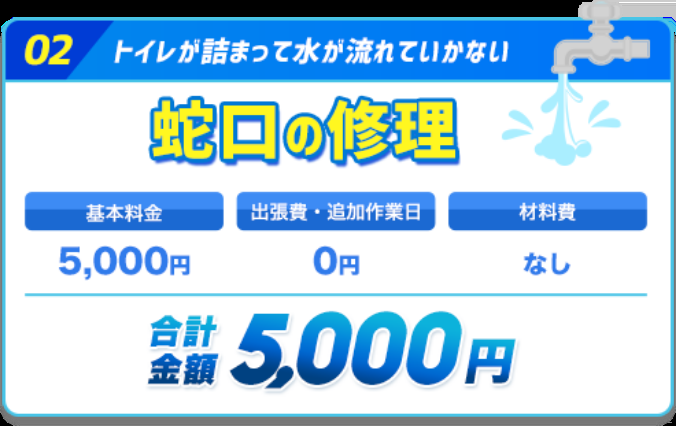 02 トイレが詰まって水が流れていかない
蛇口の修理
基本料金 出張費・追加作業日 材料費
5,000円 0円 なし
合計
金額 5,000円